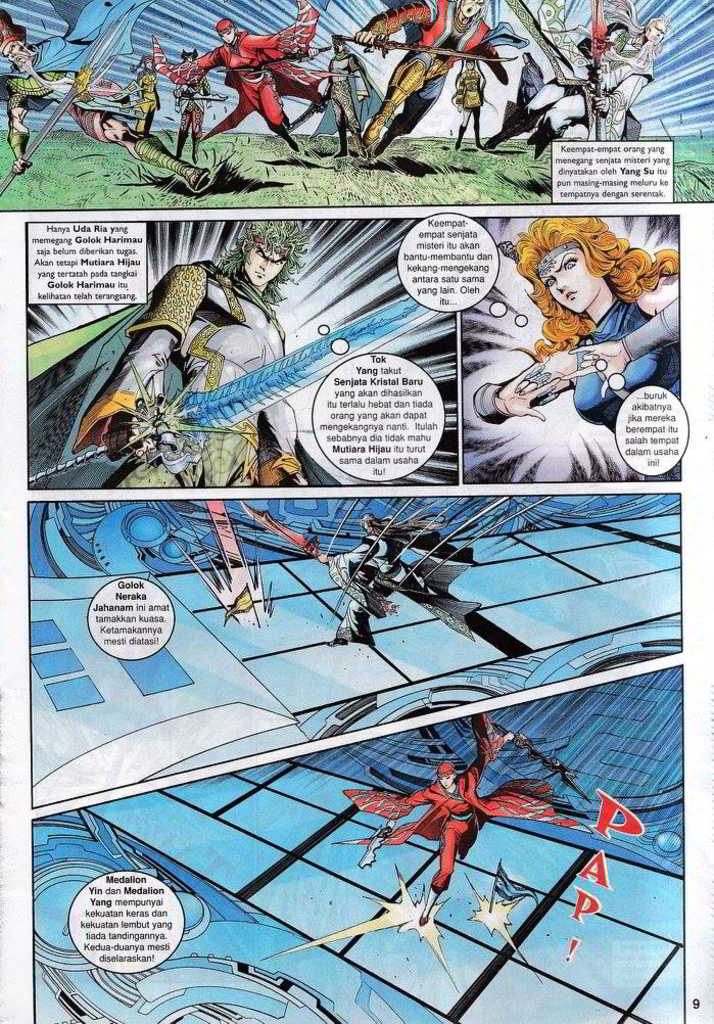 Keempat-empat orang yang
menegang senjata misteri yang
dinyatakan oleh Yang Su itu
pun masing-masing meluru ke
tempatnya dengan serentak.
Hanya Uda Ria yang
memegang Golok Harimau
saja belum diberikan tugas.
Akan tetapi Mutiara Hijau
yang tertatah pada tangkai
Golok Harimau itu
kelihatan telah terangsang.
Keempat-
empat senjata
misteri itu akan
bantu-membantu dan
kekang-mengekang
antara satu sama
yang lain. Oleh
itu...
Tok
Yang takut
Senjata Kristal Baru
yang akan dihasilkan
itu terlalu hebat dan tiada
orang yang akan dapat
mengekangnya nanti. Itulah
sebabnya dia tidak mahu
Mutiara Hijau itu turut
sama dalam usaha
itu!
...buruk
akibatnya
jika mereka
berempat itu
salah tempat
dalam usaha
ini!
Golok
Neraka
Jahanam ini amat
tamakkan kuasa.
Ketamakannya
mesti diatasi!
PAP!
Medalion
Yin dan Medalion
Yang mempunyai
kekuatan keras dan
kekuatan lembut yang
tiada tandingannya.
Kedua-duanya mesti
diselaraskan!
9